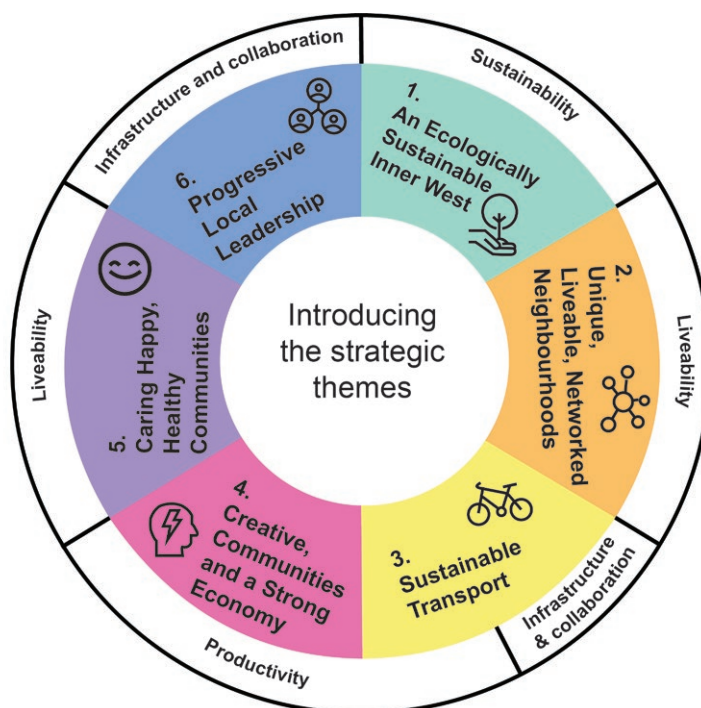 Introducing
the strategic
themes
Sustainability
1.
An Ecologically
Sustainable
Inner West
Liveability
2.
Unique,
Liveable, Networked
Neighbourhoods
Infrastructure
& collaboration
3.
Sustainable
Transport
Productivity
4.
Creative,
Communities
and a Strong
Economy
Liveability
5.
Caring Happy,
Healthy
Communities
Infrastructure and collaboration
6.
Progressive
Local
Leadership